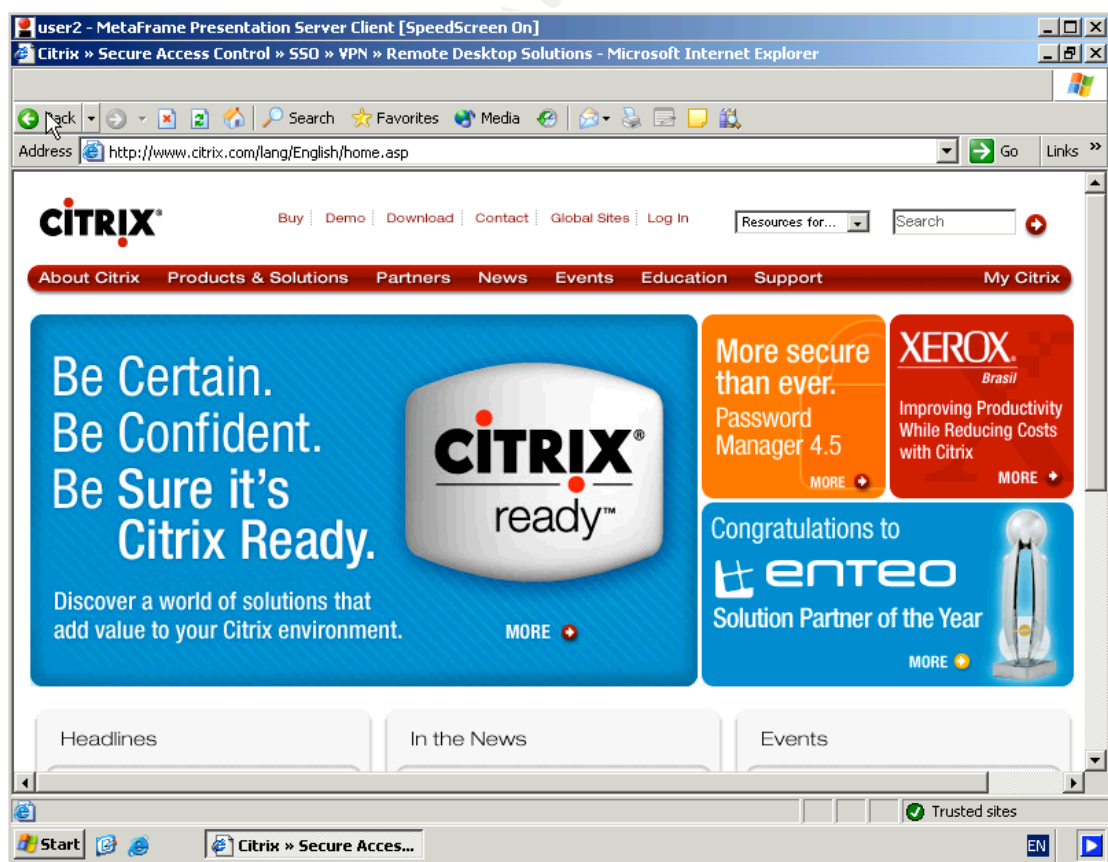 user2 - MetaFrame Presentation Server Client [SpeedScreen On]
Citrix » Secure Access Control » SSO » VPN » Remote Desktop Solutions - Microsoft Internet Explorer
Back Search Favorites Media
Address http://www.citrix.com/lang/English/home.asp Go Links »
CITRIX® Buy Demo Download Contact Global Sites Log In Resources for... Search
About Citrix Products & Solutions Partners News Events Education Support My Citrix
Be Certain.
Be Confident.
Be Sure it's
Citrix Ready.
Discover a world of solutions that
add value to your Citrix environment.
MORE
CITRIX®
ready™
More secure
than ever.
Password
Manager 4.5
MORE
XEROX.
Brasil
Improving Productivity
While Reducing Costs
with Citrix
MORE
Congratulations to
enteo
Solution Partner of the Year
MORE
Headlines In the News Events
Trusted sites
Start Citrix » Secure Acces... EN